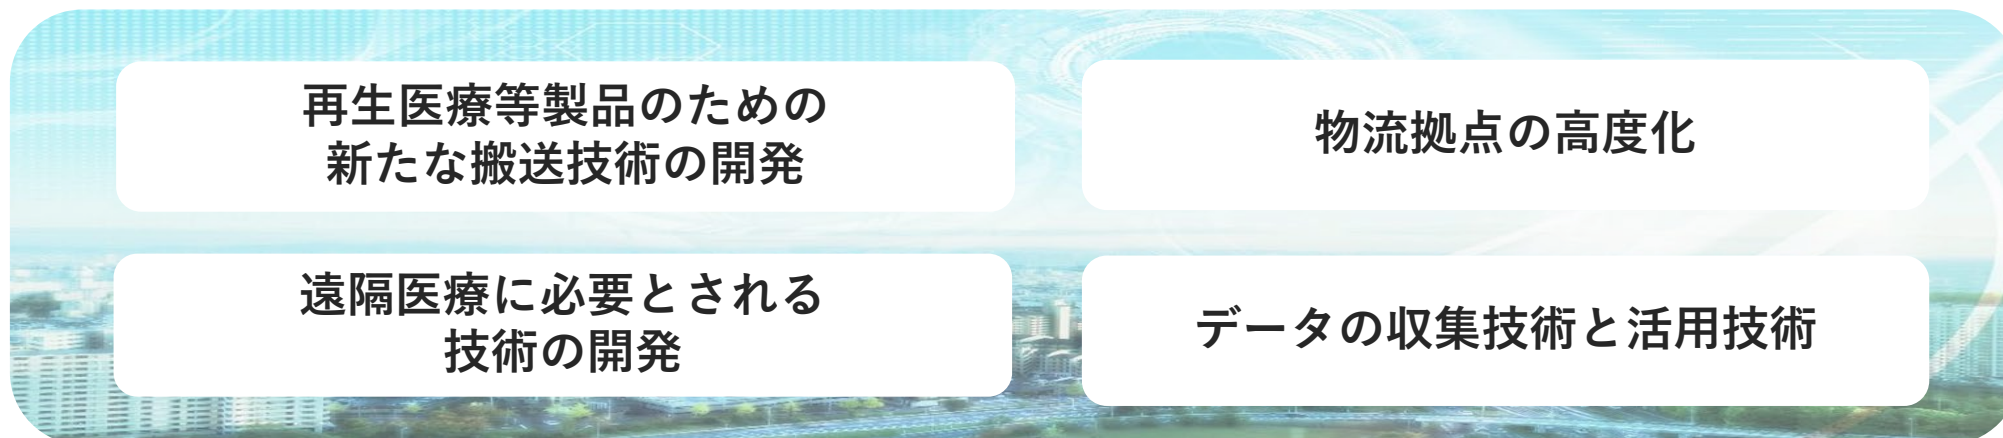 再生医療等製品のための
新たな搬送技術の開発
物流拠点の高度化
遠隔医療に必要とされる
技術の開発
データの収集技術と活用技術